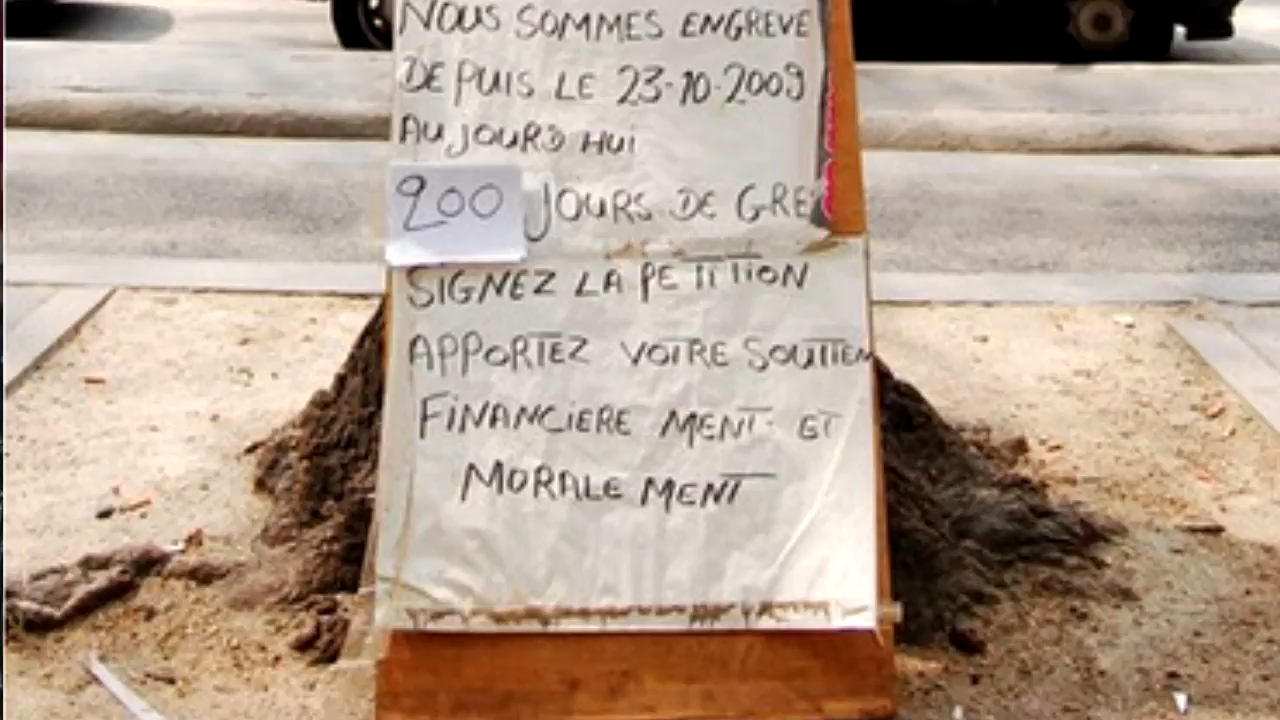 NOUS SOMMES ENGREVE
DEPUIS LE 23-10-2009
AUJOURD HUI
200 JOURS DE GRE
SIGNEZ LA PETITION
APPORTEZ VOTRE SOUTIEN
FINANCIERE MENT ET
MORALE MENT